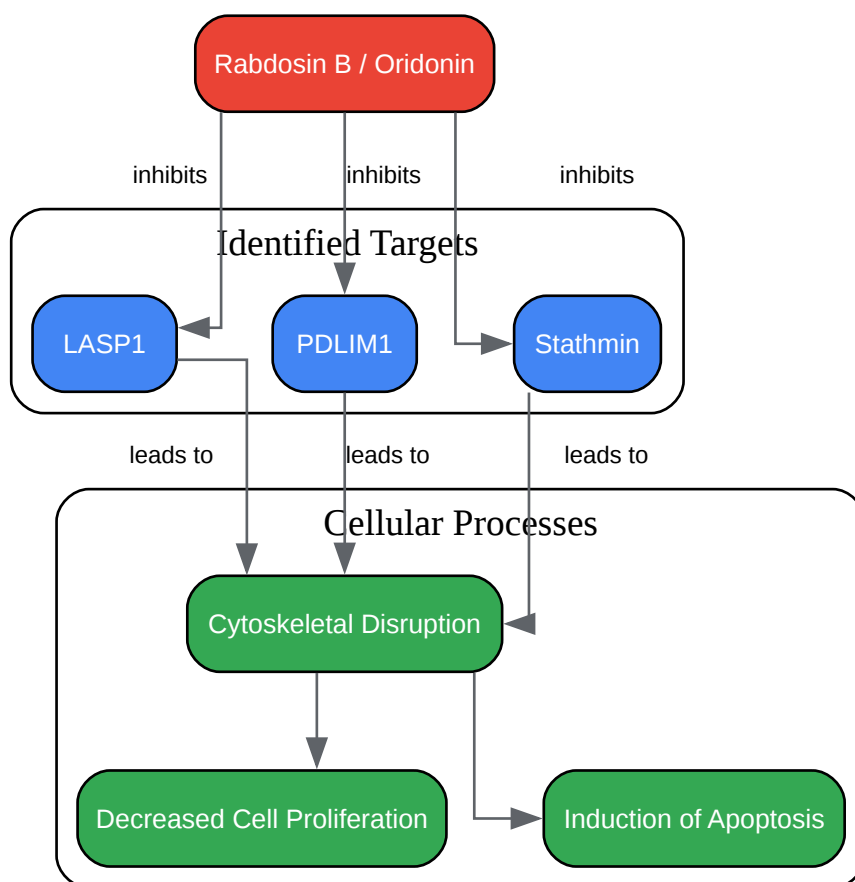 Rabdosin B / Oridonin
inhibits
inhibits
inhibits
Identified Targets
LASP1
PDLIM1
Stathmin
leads to
leads to
leads to
Cellular Processes
Cytoskeletal Disruption
Decreased Cell Proliferation
Induction of Apoptosis